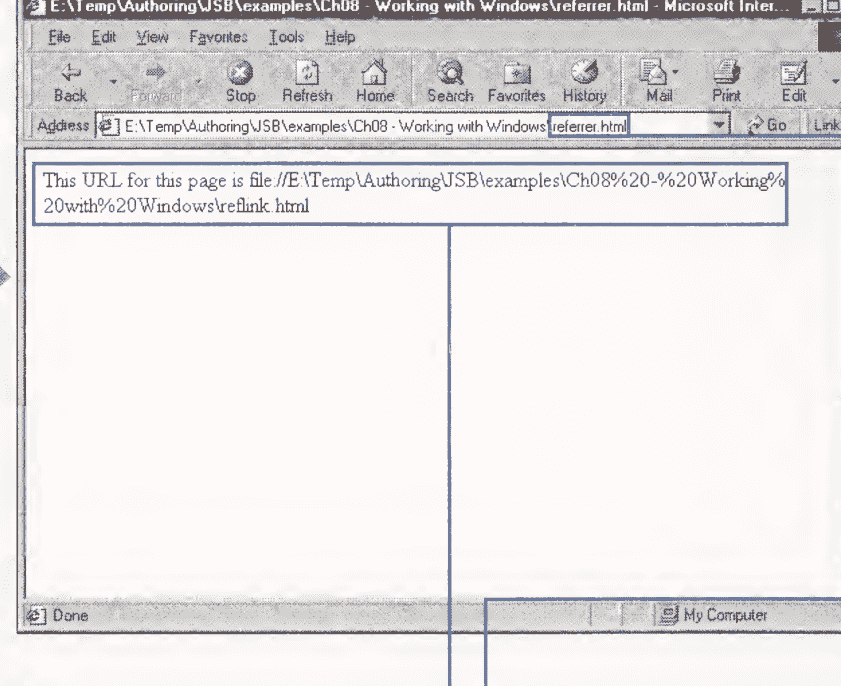 E:\Temp\Authoring\JSB\examples\Ch08 - Working with Windows\referrer.html - Microsoft Inter...
File Edit View Favorites Tools Help
Back Forward Stop Refresh Home Search Favorites History Mail Print Edit
Address E:\Temp\Authoring\JSB\examples\Ch08 - Working with Windows\referrer.html Go Link
This URL for this page is file://E:\Temp\Authoring\JSB\examples\Ch08%20-%20Working%
20with%20Windows\reflink.html
Done My Computer